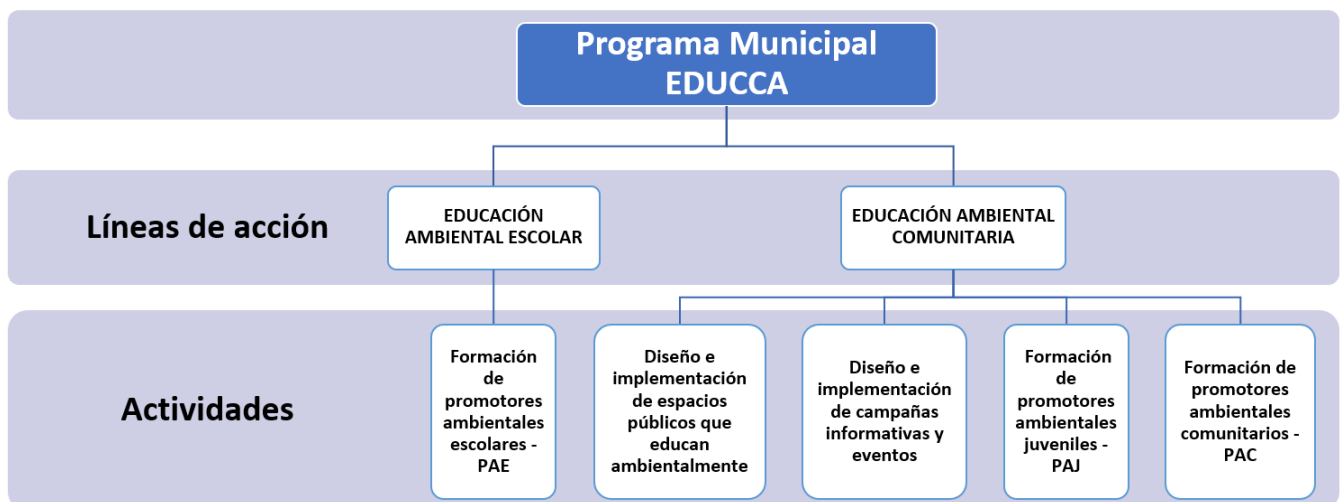 Programa Municipal
EDUCCA
Líneas de acción
EDUCACIÓN
AMBIENTAL ESCOLAR
EDUCACIÓN AMBIENTAL
COMUNITARIA
Actividades
Formación
de
promotores
ambientales
escolares -
PAE
Diseño e
implementación
de espacios
públicos que
educan
ambientalmente
Diseño e
implementación
de campañas
informativas y
eventos
Formación
de
promotores
ambientales
juveniles -
PAJ
Formación de
promotores
ambientales
comunitarios -
PAC